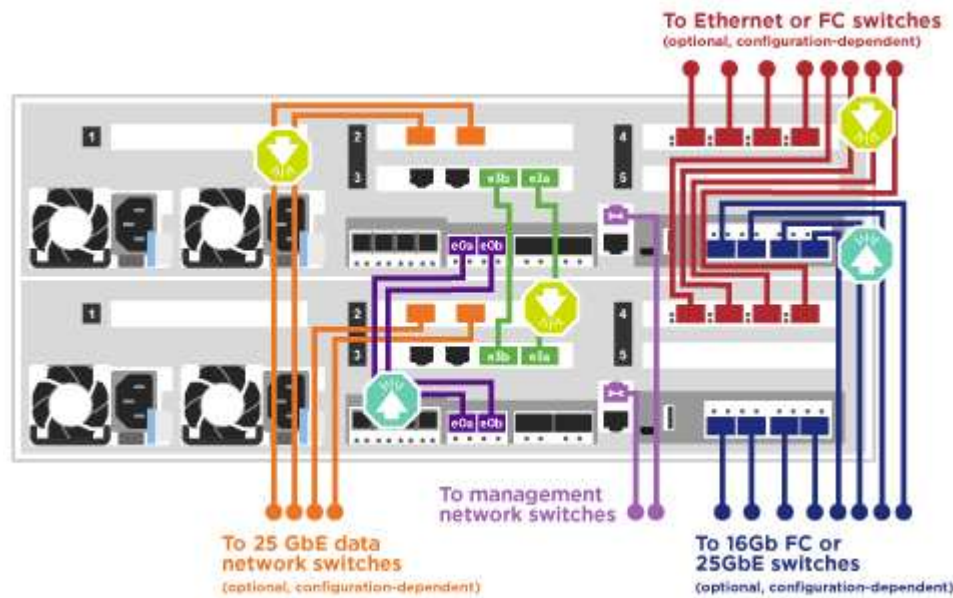 To Ethernet or FC switches
(optional, configuration-dependent)
1
2
4
3
e3b
e3a
5
e0a
e0b
1
2
4
3
e3b
e3a
5
e0a
e0b
To management
network switches
To 25 GbE data
network switches
(optional, configuration-dependent)
To 16Gb FC or
25GbE switches
(optional, configuration-dependent)